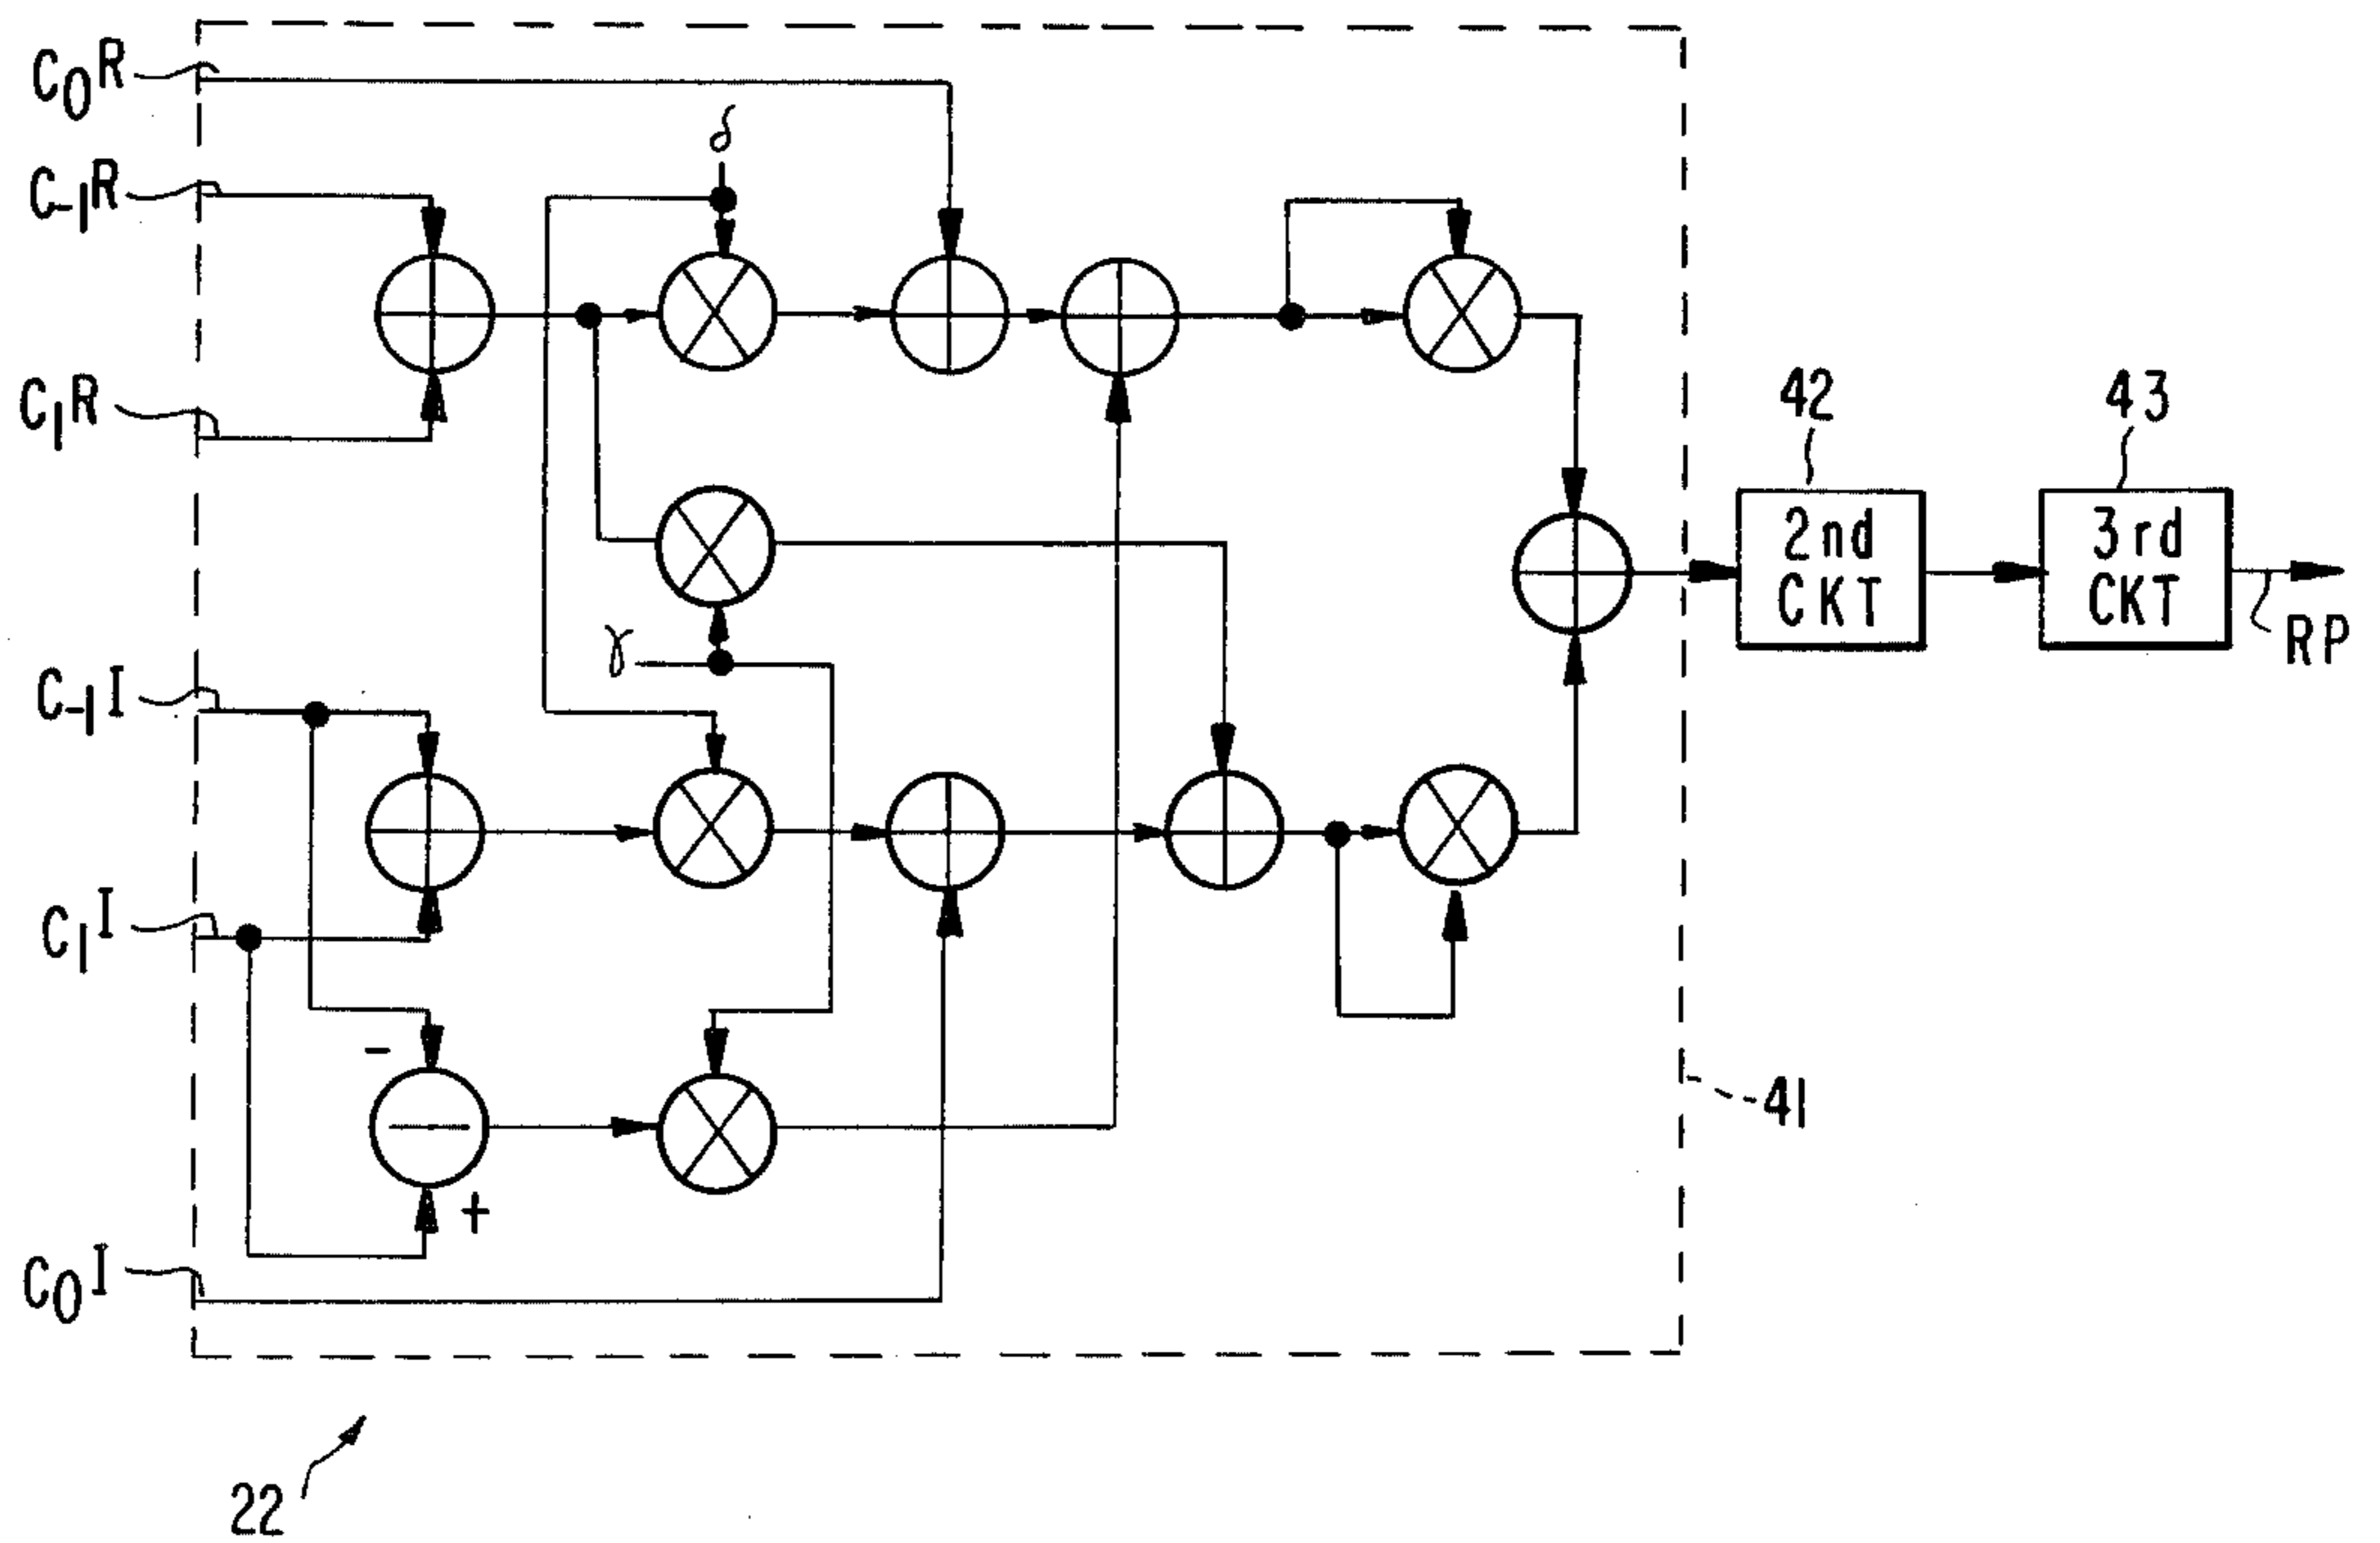 C0R
δ
C-1R
C1R
42
43
2nd
CKT
3rd
CKT
γ
RP
C-1I
C1I
-
41
+
C0I
22